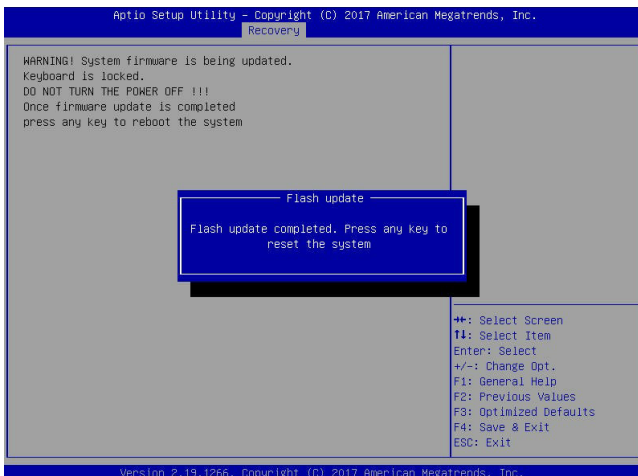 Aptio Setup Utility – Copyright (C) 2017 American Megatrends, Inc.
Recovery
WARNING! System firmware is being updated.
Keyboard is locked.
DO NOT TURN THE POWER OFF !!!
Once firmware update is completed
press any key to reboot the system
Flash update
Flash update completed. Press any key to
reset the system
→←: Select Screen
↑↓: Select Item
Enter: Select
+/-: Change Opt.
F1: General Help
F2: Previous Values
F3: Optimized Defaults
F4: Save & Exit
ESC: Exit
Version 2.19.1266. Copyright (C) 2017 American Megatrends, Inc.